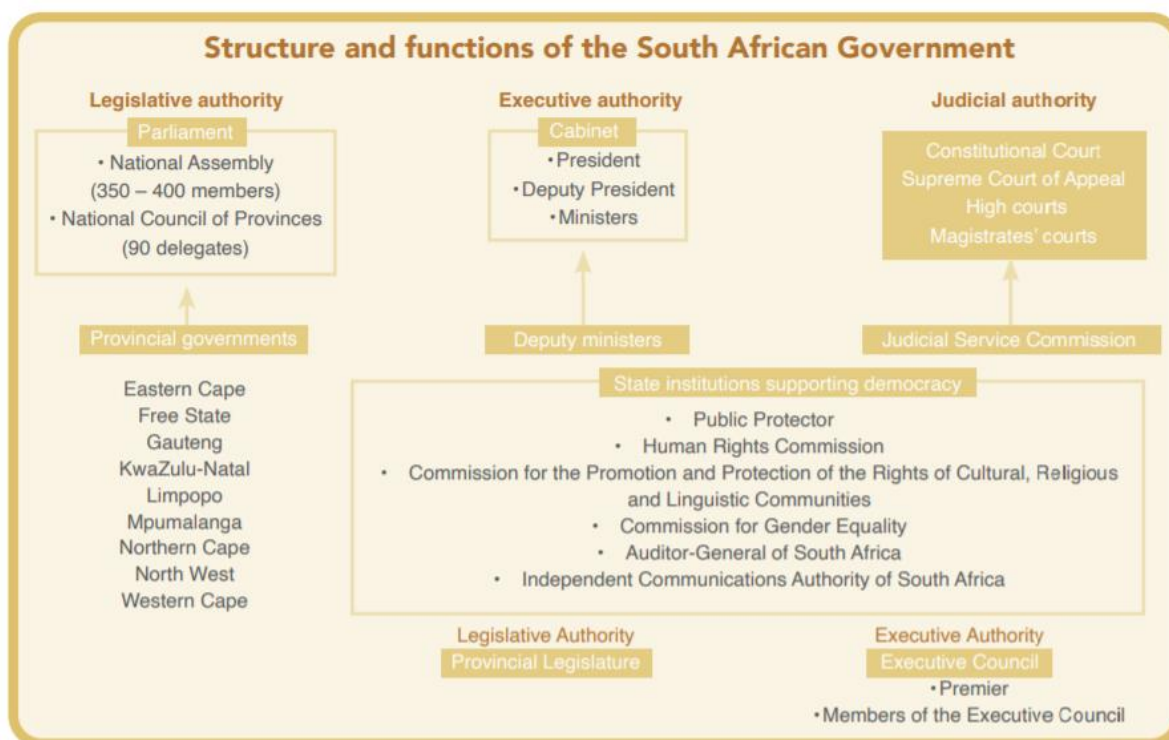 Structure and functions of the South African Government
Legislative authority
Parliament
• National Assembly
(350 – 400 members)
• National Council of Provinces
(90 delegates)
Executive authority
Cabinet
• President
• Deputy President
• Ministers
Judicial authority
Constitutional Court
Supreme Court of Appeal
High courts
Magistrates' courts
Provincial governments
Deputy ministers
Judicial Service Commission
Eastern Cape
Free State
Gauteng
KwaZulu-Natal
Limpopo
Mpumalanga
Northern Cape
North West
Western Cape
State institutions supporting democracy
• Public Protector
• Human Rights Commission
• Commission for the Promotion and Protection of the Rights of Cultural, Religious
and Linguistic Communities
• Commission for Gender Equality
• Auditor-General of South Africa
• Independent Communications Authority of South Africa
Legislative Authority
Provincial Legislature
Executive Authority
Executive Council
• Premier
• Members of the Executive Council